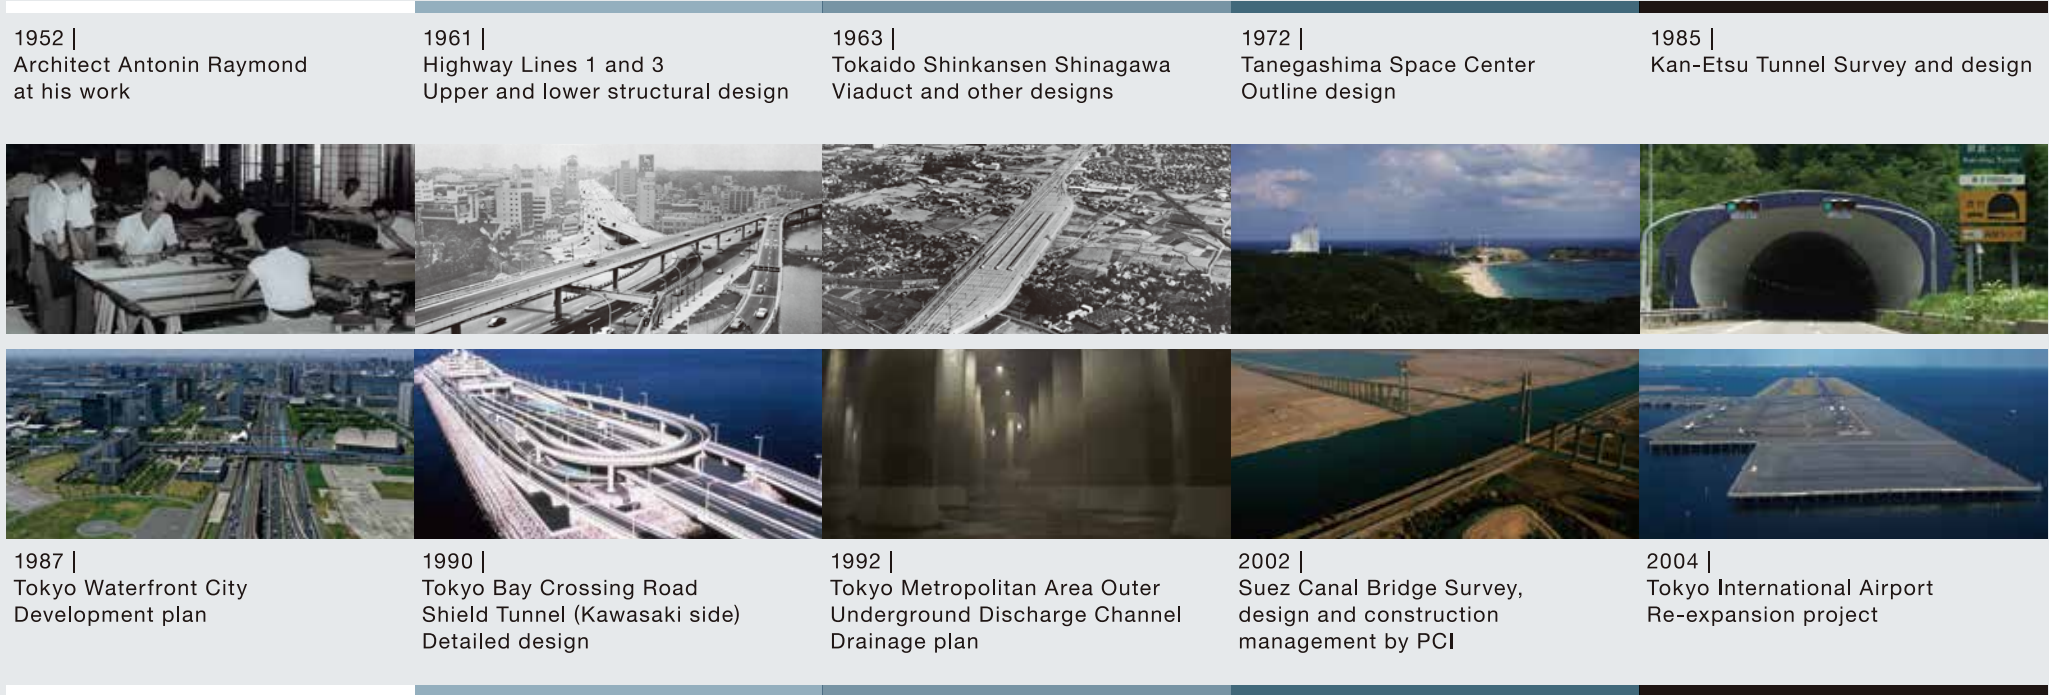 1952 |
Architect Antonin Raymond
at his work
1961 |
Highway Lines 1 and 3
Upper and lower structural design
1963 |
Tokaido Shinkansen Shinagawa
Viaduct and other designs
1972 |
Tanegashima Space Center
Outline design
1985 |
Kan-Etsu Tunnel Survey and design
1987 |
Tokyo Waterfront City
Development plan
1990 |
Tokyo Bay Crossing Road
Shield Tunnel (Kawasaki side)
Detailed design
1992 |
Tokyo Metropolitan Area Outer
Underground Discharge Channel
Drainage plan
2002 |
Suez Canal Bridge Survey,
design and construction
management by PCI
2004 |
Tokyo International Airport
Re-expansion project